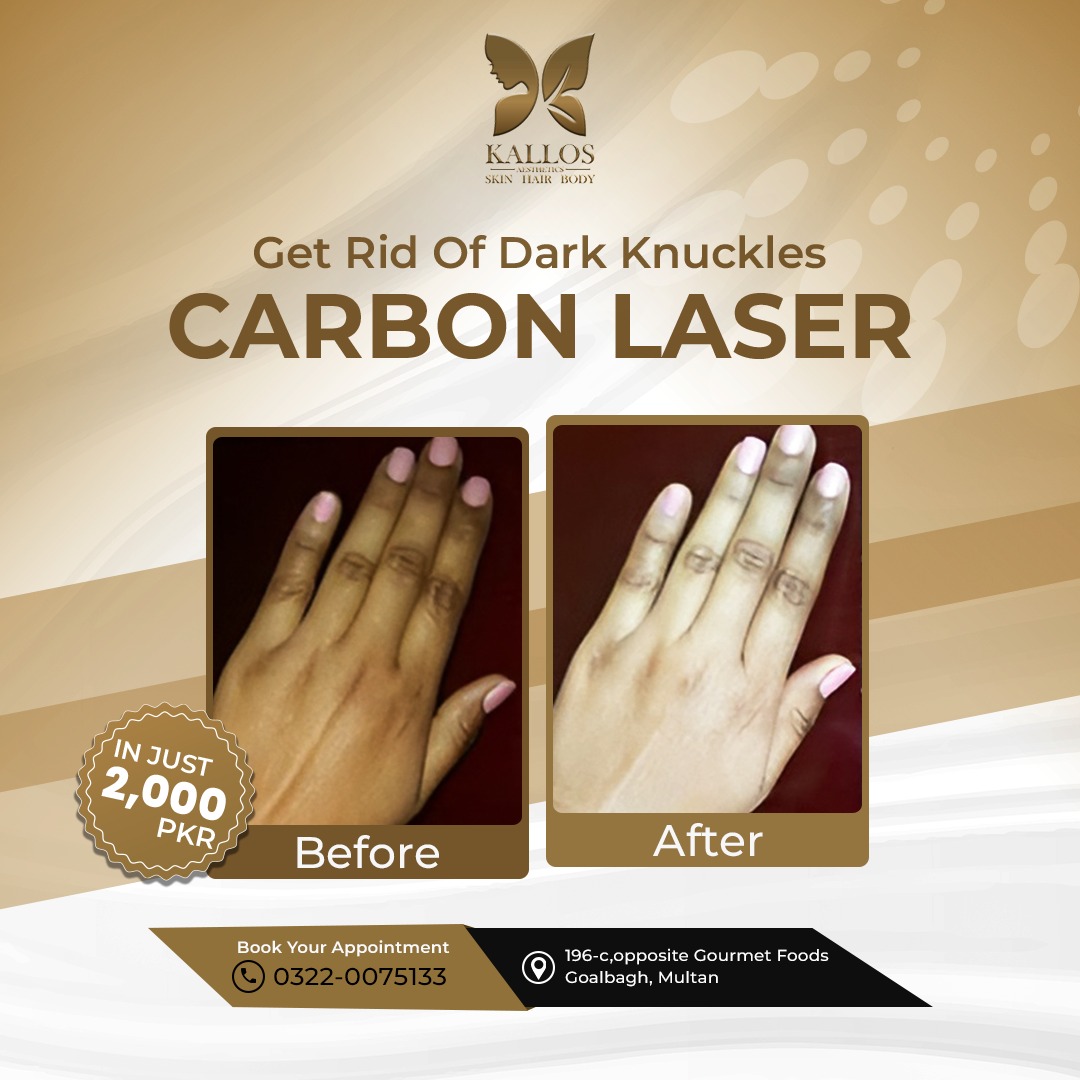 KALLOS
AESTHETICS
SKIN HAIR BODY
Get Rid Of Dark Knuckles
CARBON LASER
IN JUST
2,000
PKR
Before
After
Book Your Appointment
0322-0075133
196-c,opposite Gourmet Foods
Goalbagh, Multan